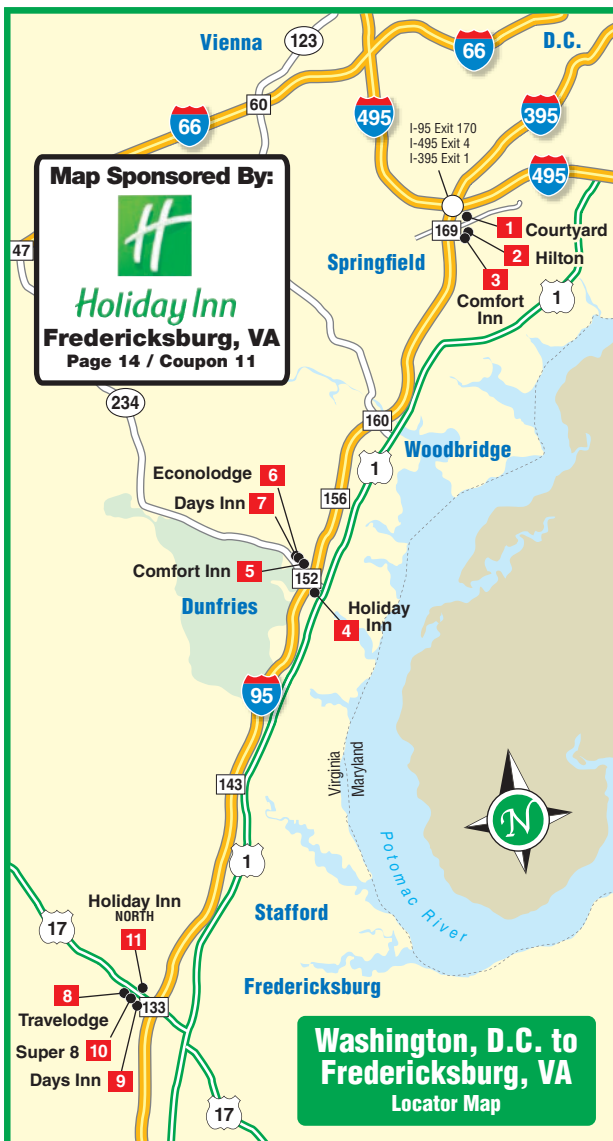 Vienna
123
66
D.C.
60
66
495
395
I-95 Exit 170
I-495 Exit 4
I-395 Exit 1
495
Map Sponsored By:
H
Holiday Inn
Fredericksburg, VA
Page 14 / Coupon 11
47
169
1 Courtyard
2 Hilton
3
Comfort
Inn
Springfield
1
234
160
Woodbridge
1
Econolodge 6
Days Inn 7
156
Comfort Inn 5
152
Dunfries
Holiday
Inn
4
95
Virginia
Maryland
143
N
1
Potomac River
Holiday Inn
NORTH
11
17
Stafford
Fredericksburg
8
Travelodge
133
Super 8 10
Days Inn 9
17
Washington, D.C. to
Fredericksburg, VA
Locator Map